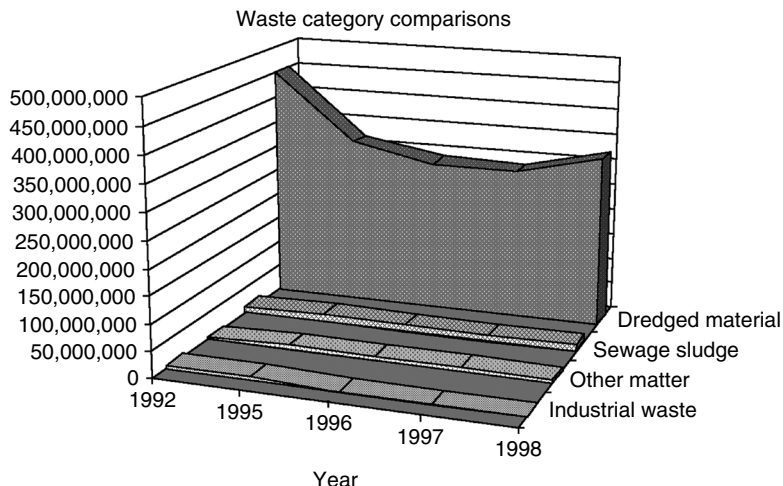 Waste category comparisons
500,000,000
450,000,000
400,000,000
350,000,000
300,000,000
250,000,000
200,000,000
150,000,000
100,000,000
50,000,000
0
1992
1995
1996
1997
1998
Year
Dredged material
Sewage sludge
Other matter
Industrial waste